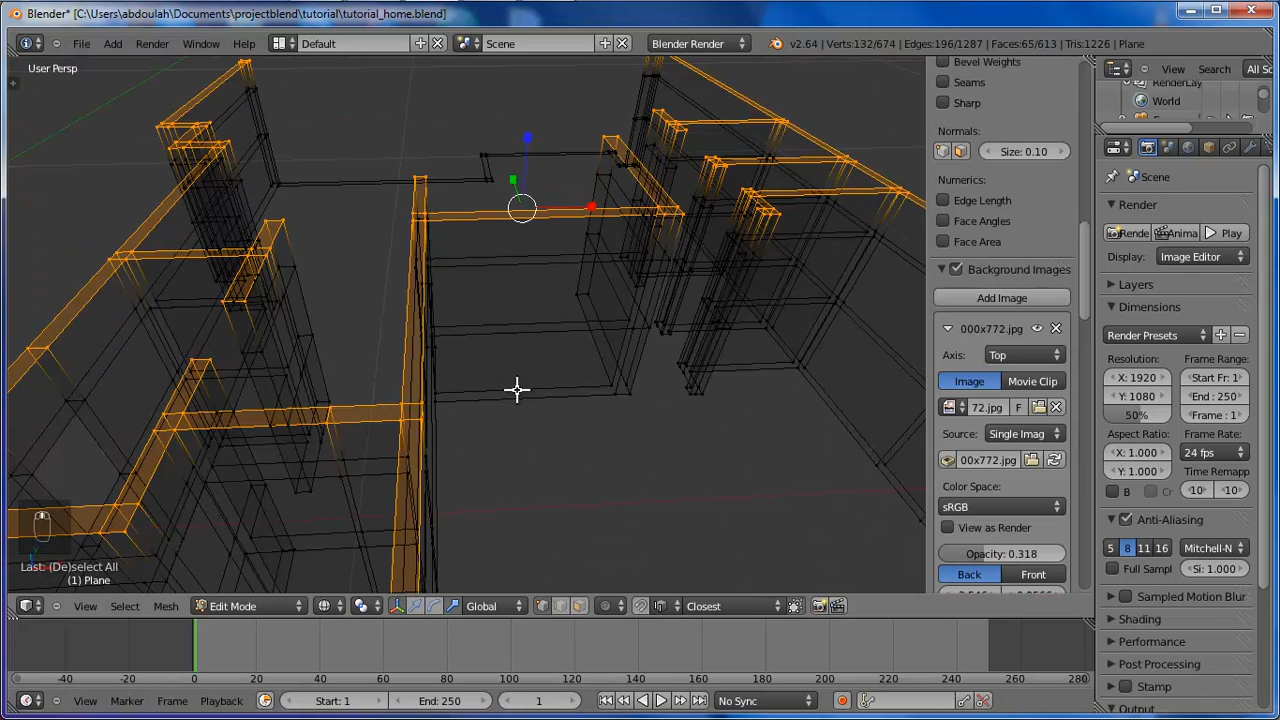 Blender* [C:\Users\abdoulah\Documents\projectblend\tutorial\tutorial_home.blend]
File Add Render Window Help Default Scene Blender Render v2.64 | Verts:132/674 | Edges:196/1287 | Faces:65/613 | Tris:1226 | Plane
View Search All Sc
User Persp
Bevel Weights
Seams
Sharp
Normals:
Size: 0.10
Numerics:
Edge Length
Face Angles
Face Area
Background Images
Add Image
000x772.jpg
Axis: Top
Image Movie Clip
72.jpg F
Source: Single Imag
00x772.jpg
Color Space:
sRGB
View as Render
Opacity: 0.318
Back Front
RenderLay
World
Scene
Render
Rende Anima Play
Display: Image Editor
Layers
Dimensions
Render Presets
Resolution: Frame Range:
X: 1920 Start Fr: 1
Y: 1080 End : 250
50% Frame : 1
Aspect Ratio: Frame Rate:
X: 1.000 24 fps
Y: 1.000 Time Remapp
B Cr 10 10
Anti-Aliasing
5 8 11 16 Mitchell-N
Full Sampl Si: 1.000
Sampled Motion Blur
Shading
Performance
Post Processing
Stamp
Output
Last: (De)select All
(1) Plane
View Select Mesh Edit Mode Global Closest
-40 -20 0 20 40 60 80 100 120 140 160 180 200 220 240 260 280
View Marker Frame Playback Start: 1 End: 250 1 No Sync